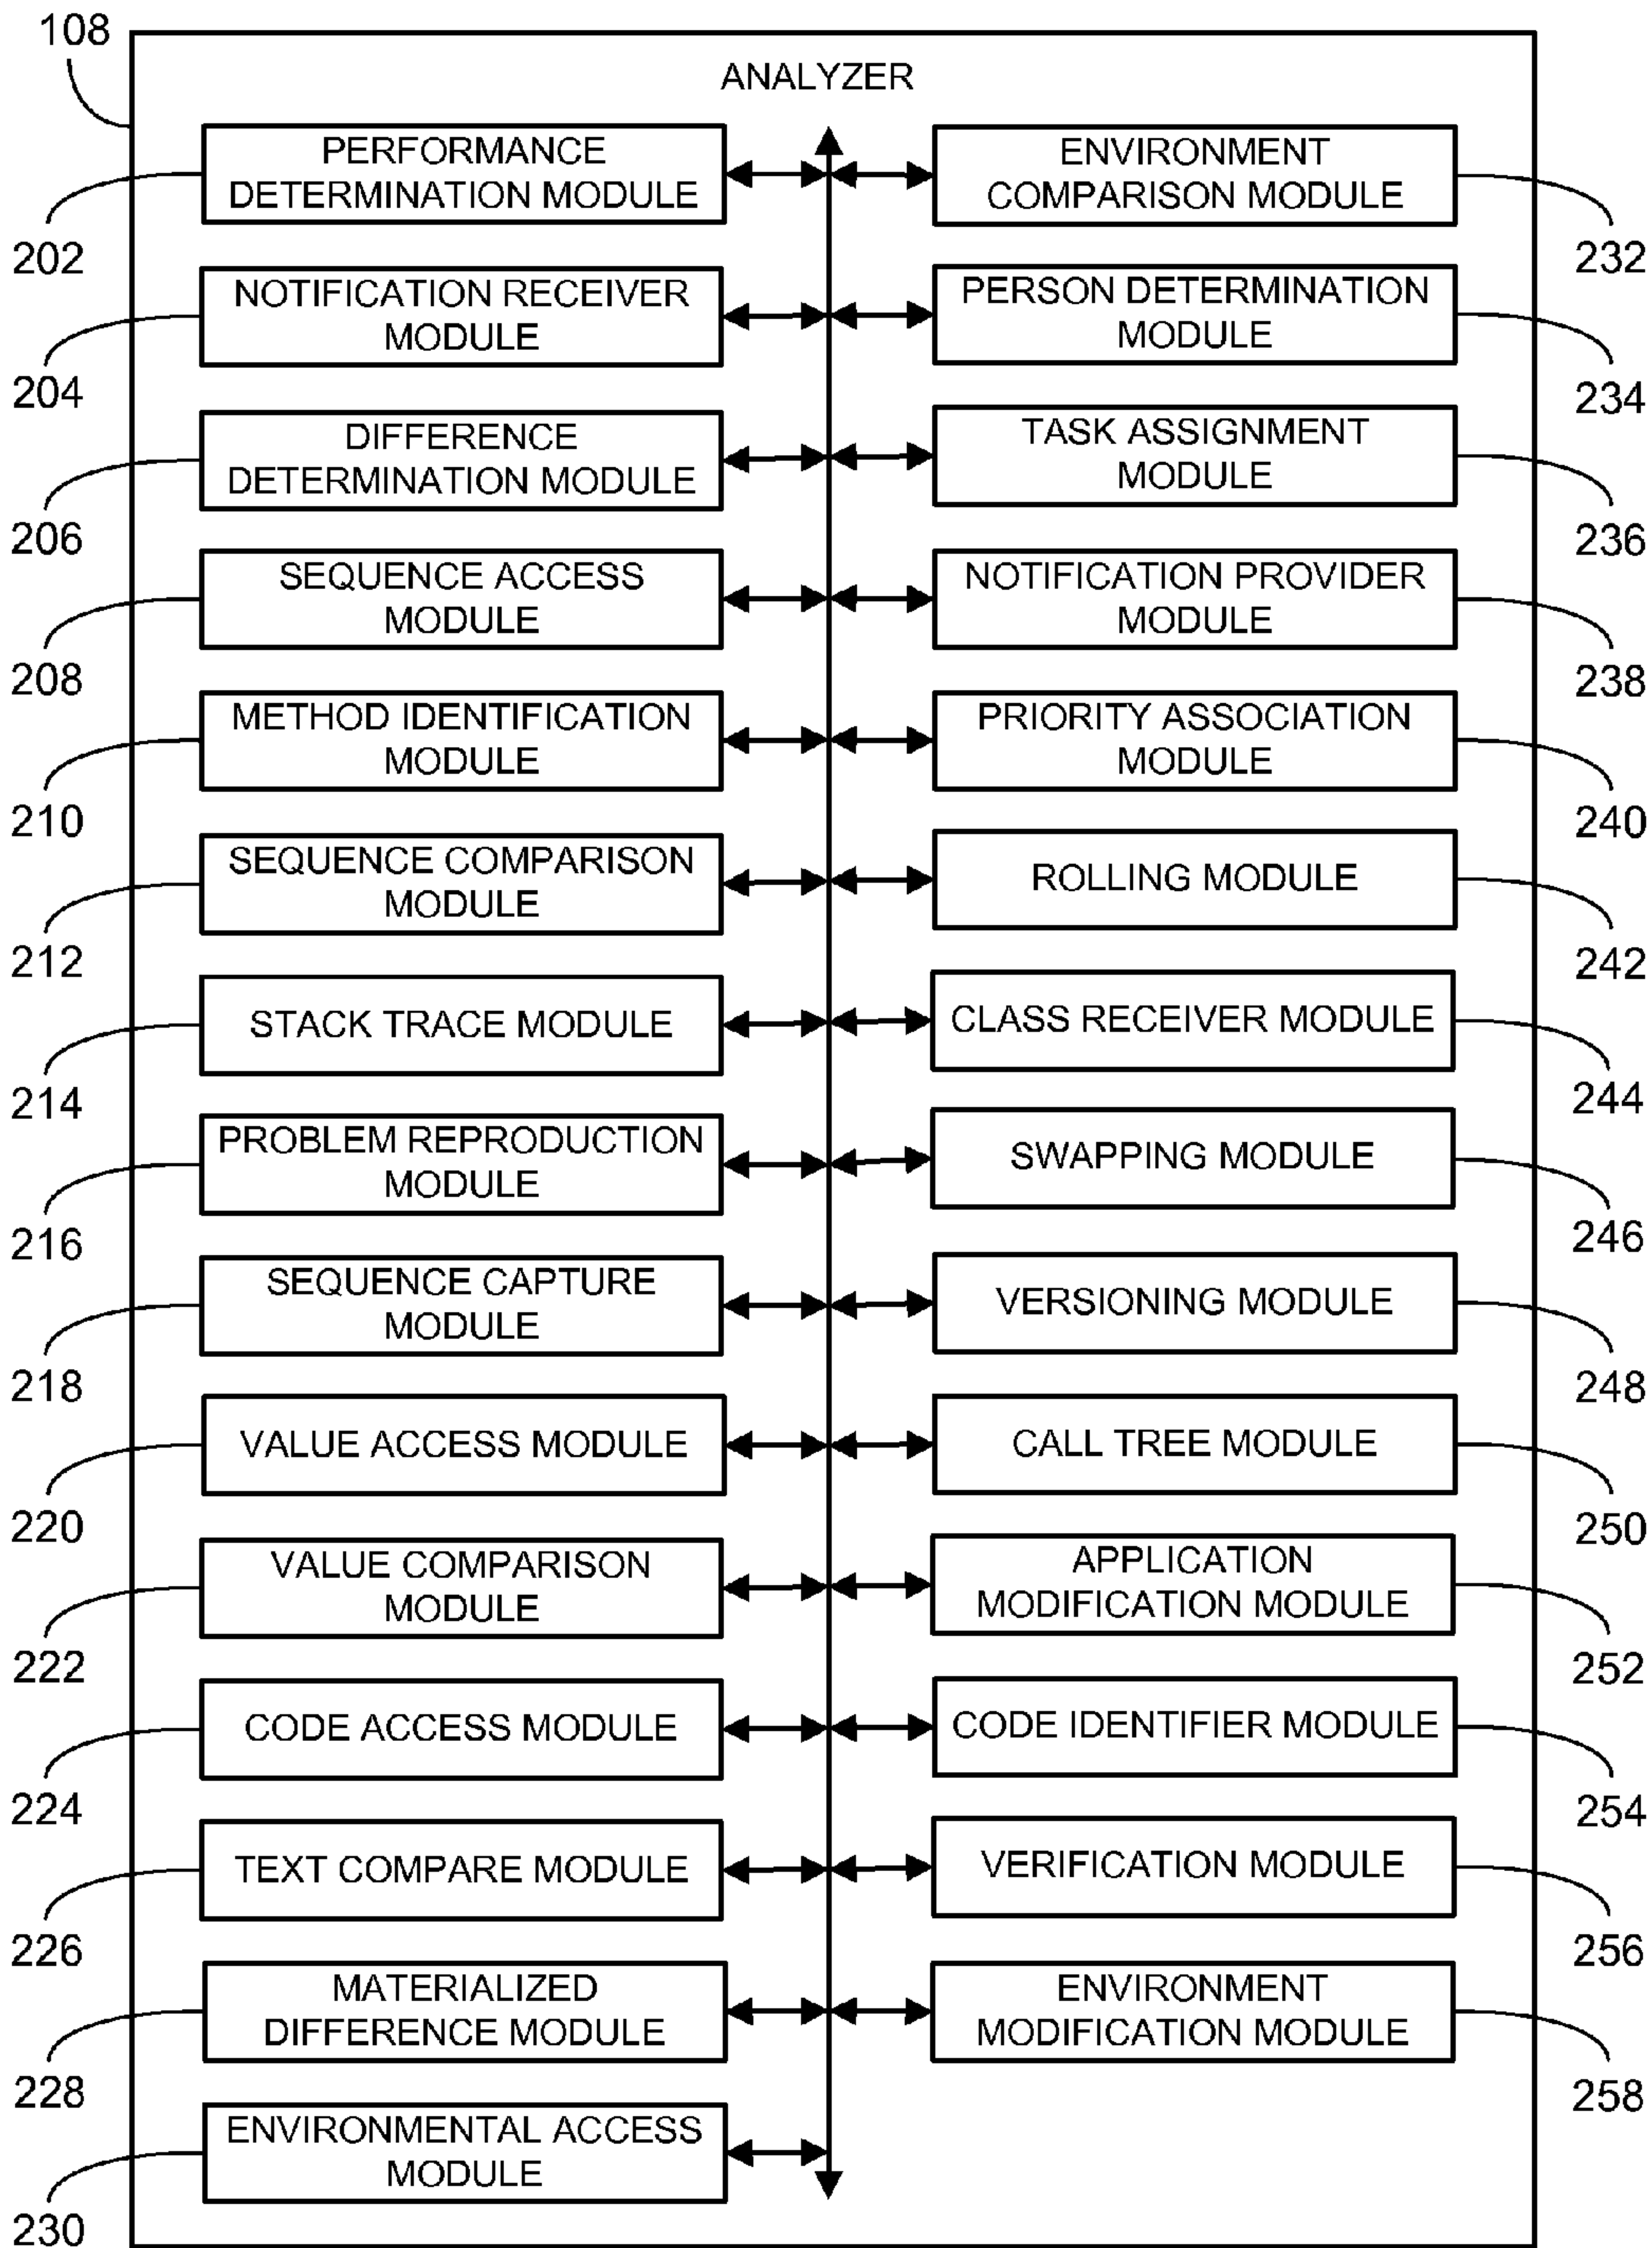 108
ANALYZER
PERFORMANCE
DETERMINATION MODULE
202
NOTIFICATION RECEIVER
MODULE
204
DIFFERENCE
DETERMINATION MODULE
206
SEQUENCE ACCESS
MODULE
208
METHOD IDENTIFICATION
MODULE
210
SEQUENCE COMPARISON
MODULE
212
STACK TRACE MODULE
214
PROBLEM REPRODUCTION
MODULE
216
SEQUENCE CAPTURE
MODULE
218
VALUE ACCESS MODULE
220
VALUE COMPARISON
MODULE
222
CODE ACCESS MODULE
224
TEXT COMPARE MODULE
226
MATERIALIZED
DIFFERENCE MODULE
228
ENVIRONMENTAL ACCESS
MODULE
230
ENVIRONMENT
COMPARISON MODULE
232
PERSON DETERMINATION
MODULE
234
TASK ASSIGNMENT
MODULE
236
NOTIFICATION PROVIDER
MODULE
238
PRIORITY ASSOCIATION
MODULE
240
ROLLING MODULE
242
CLASS RECEIVER MODULE
244
SWAPPING MODULE
246
VERSIONING MODULE
248
CALL TREE MODULE
250
APPLICATION
MODIFICATION MODULE
252
CODE IDENTIFIER MODULE
254
VERIFICATION MODULE
256
ENVIRONMENT
MODIFICATION MODULE
258